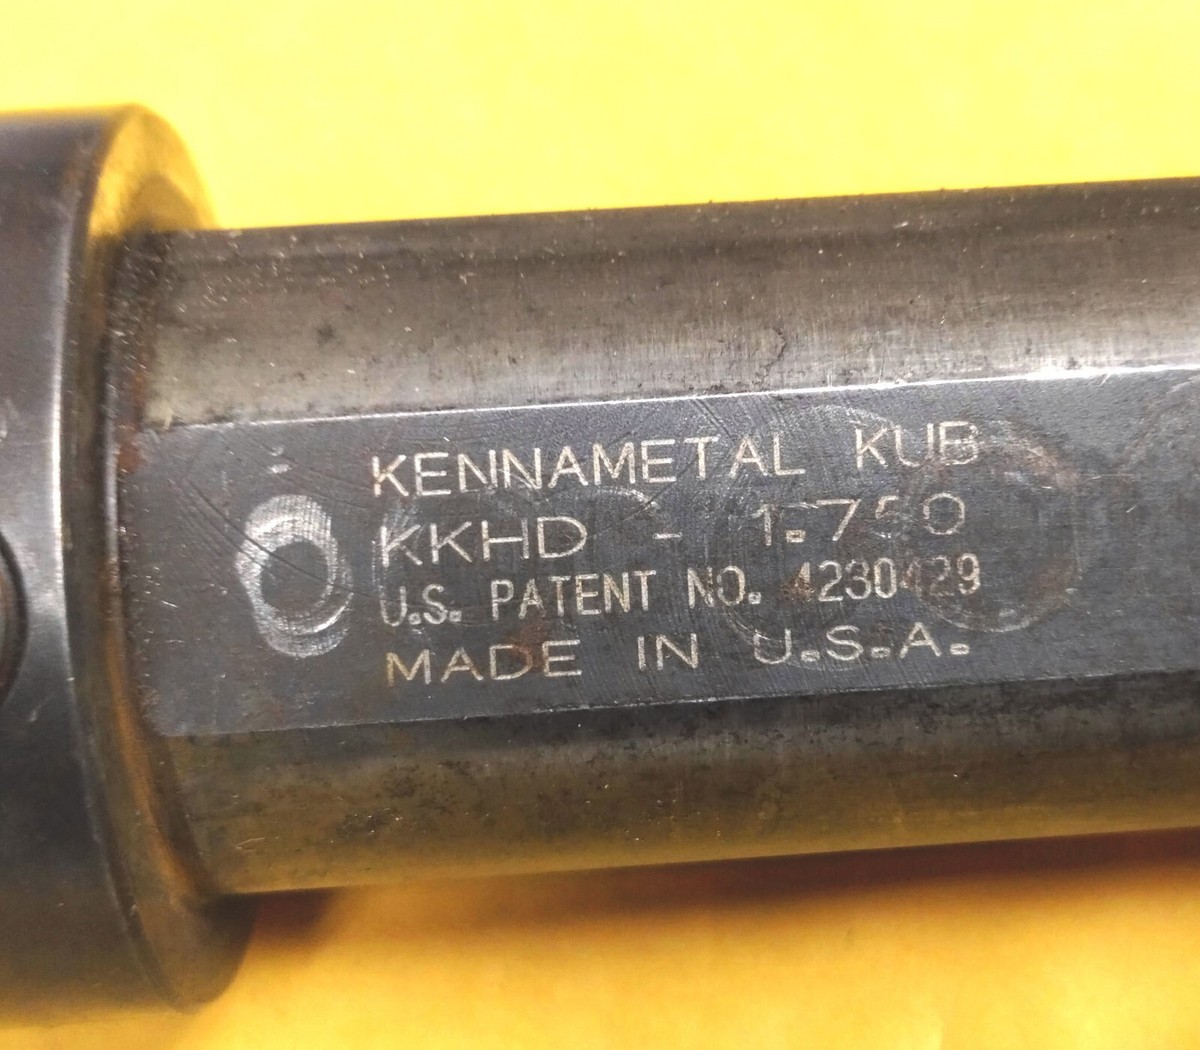 KENNAMETAL KUB
KKHD - 1.750
U.S. PATENT NO. 4230429
MADE IN U.S.A.